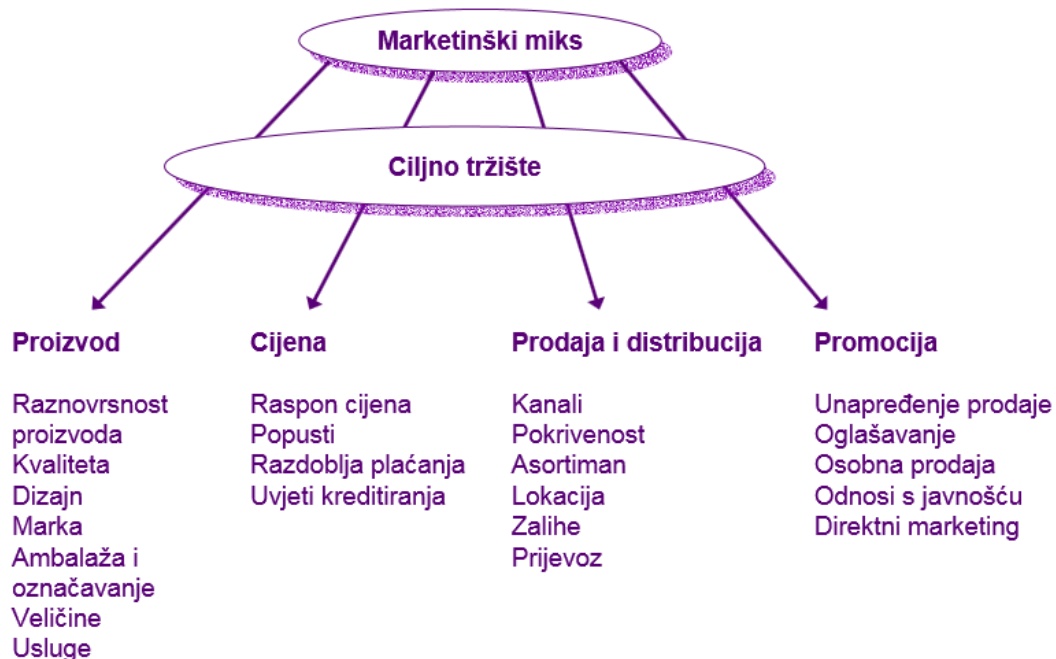 Marketinški miks
Ciljno tržište
Proizvod
Raznovrsnost
proizvoda
Kvaliteta
Dizajn
Marka
Ambalaža i
označavanje
Veličine
Usluge
Cijena
Raspon cijena
Popusti
Razdoblja plaćanja
Uvjeti kreditiranja
Prodaja i distribucija
Kanali
Pokrivenost
Asortiman
Lokacija
Zalihe
Prijevoz
Promocija
Unapređenje prodaje
Oglašavanje
Osobna prodaja
Odnosi s javnošću
Direktni marketing